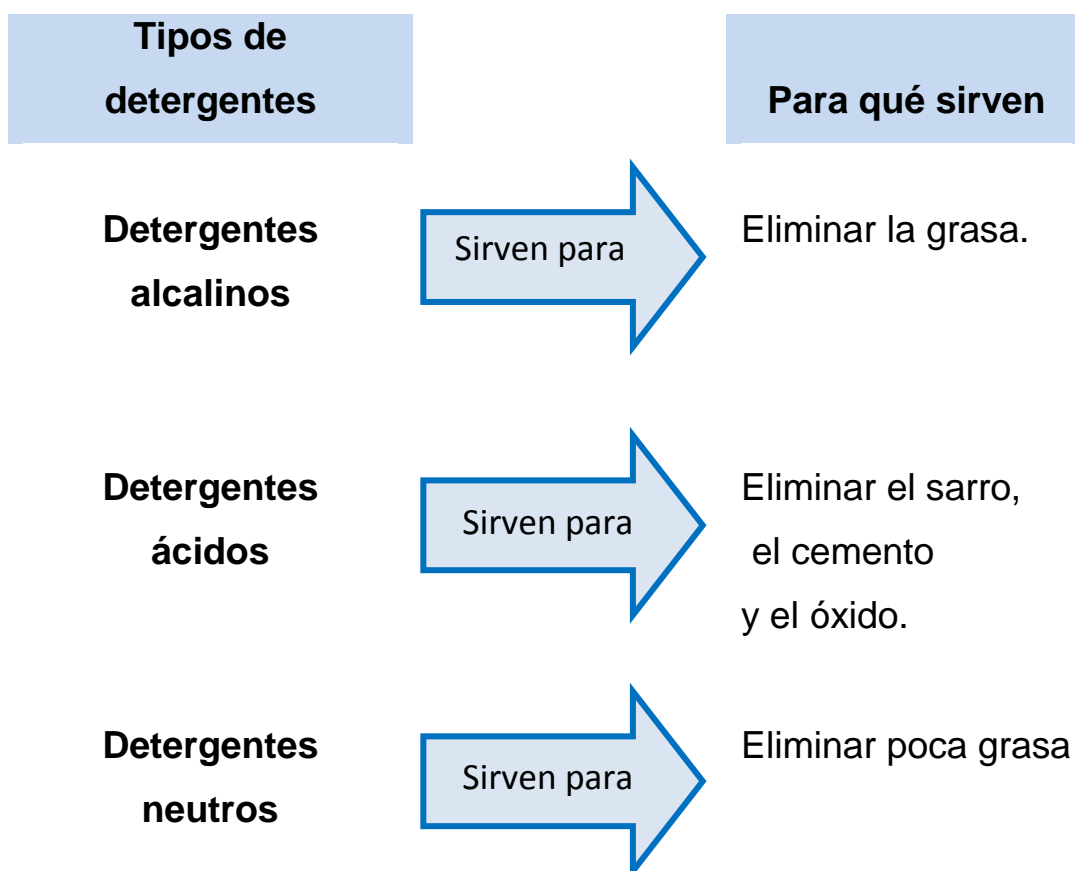 Tipos de
detergentes
Para qué sirven
Detergentes
alcalinos
Sirven para
Eliminar la grasa.
Detergentes
ácidos
Sirven para
Eliminar el sarro,
el cemento
y el óxido.
Detergentes
neutros
Sirven para
Eliminar poca grasa